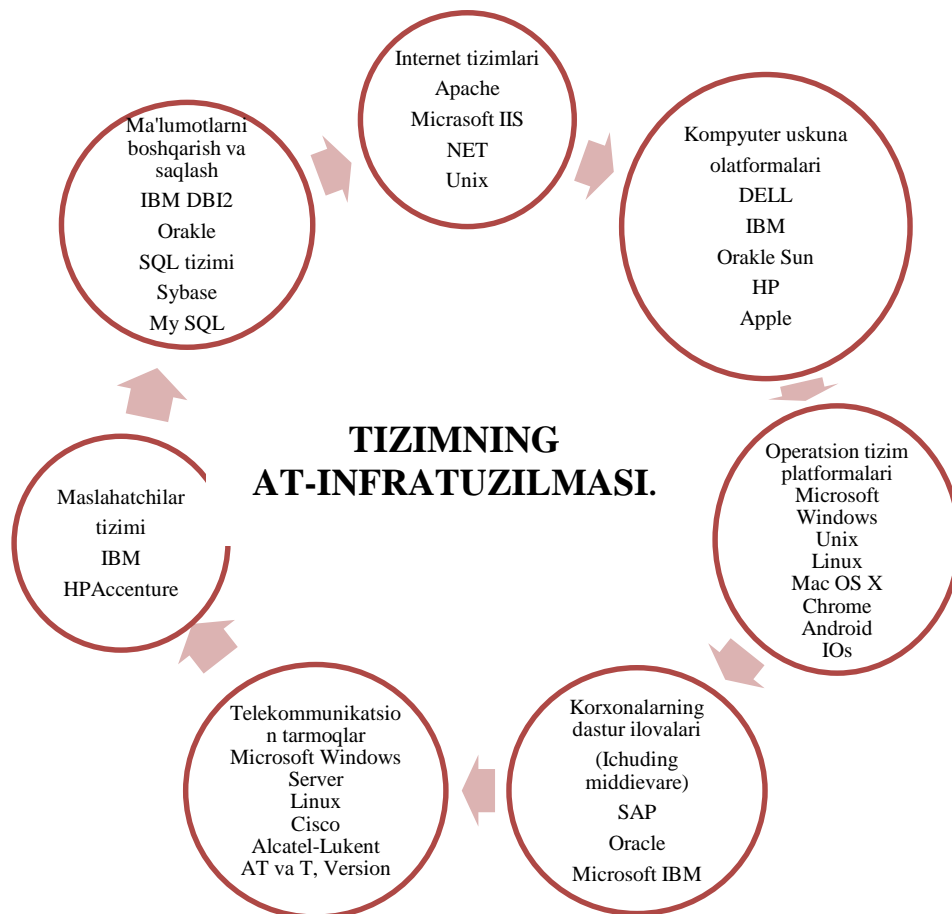 Internet tizimlari
Apache
Micrasoft IIS
NET
Unix
Kompyuter uskuna
olatformalari
DELL
IBM
Orakle Sun
HP
Apple
Operatsion tizim
platformalari
Microsoft
Windows
Unix
Linux
Mac OS X
Chrome
Android
IOs
Korxonalarning
dastur ilovalari
(Ichuding
middievare)
SAP
Oracle
Microsoft IBM
Telekommunikatsio
n tarmoqlar
Microsoft Windows
Server
Linux
Cisco
Alcatel-Lukent
AT va T, Version
Maslahatchilar
tizimi
IBM
HPAccenture
Ma'lumotlarni
boshqarish va
saqlash
IBM DBI2
Orakle
SQL tizimi
Sybase
My SQL
TIZIMNING
AT-INFRATUZILMASI.